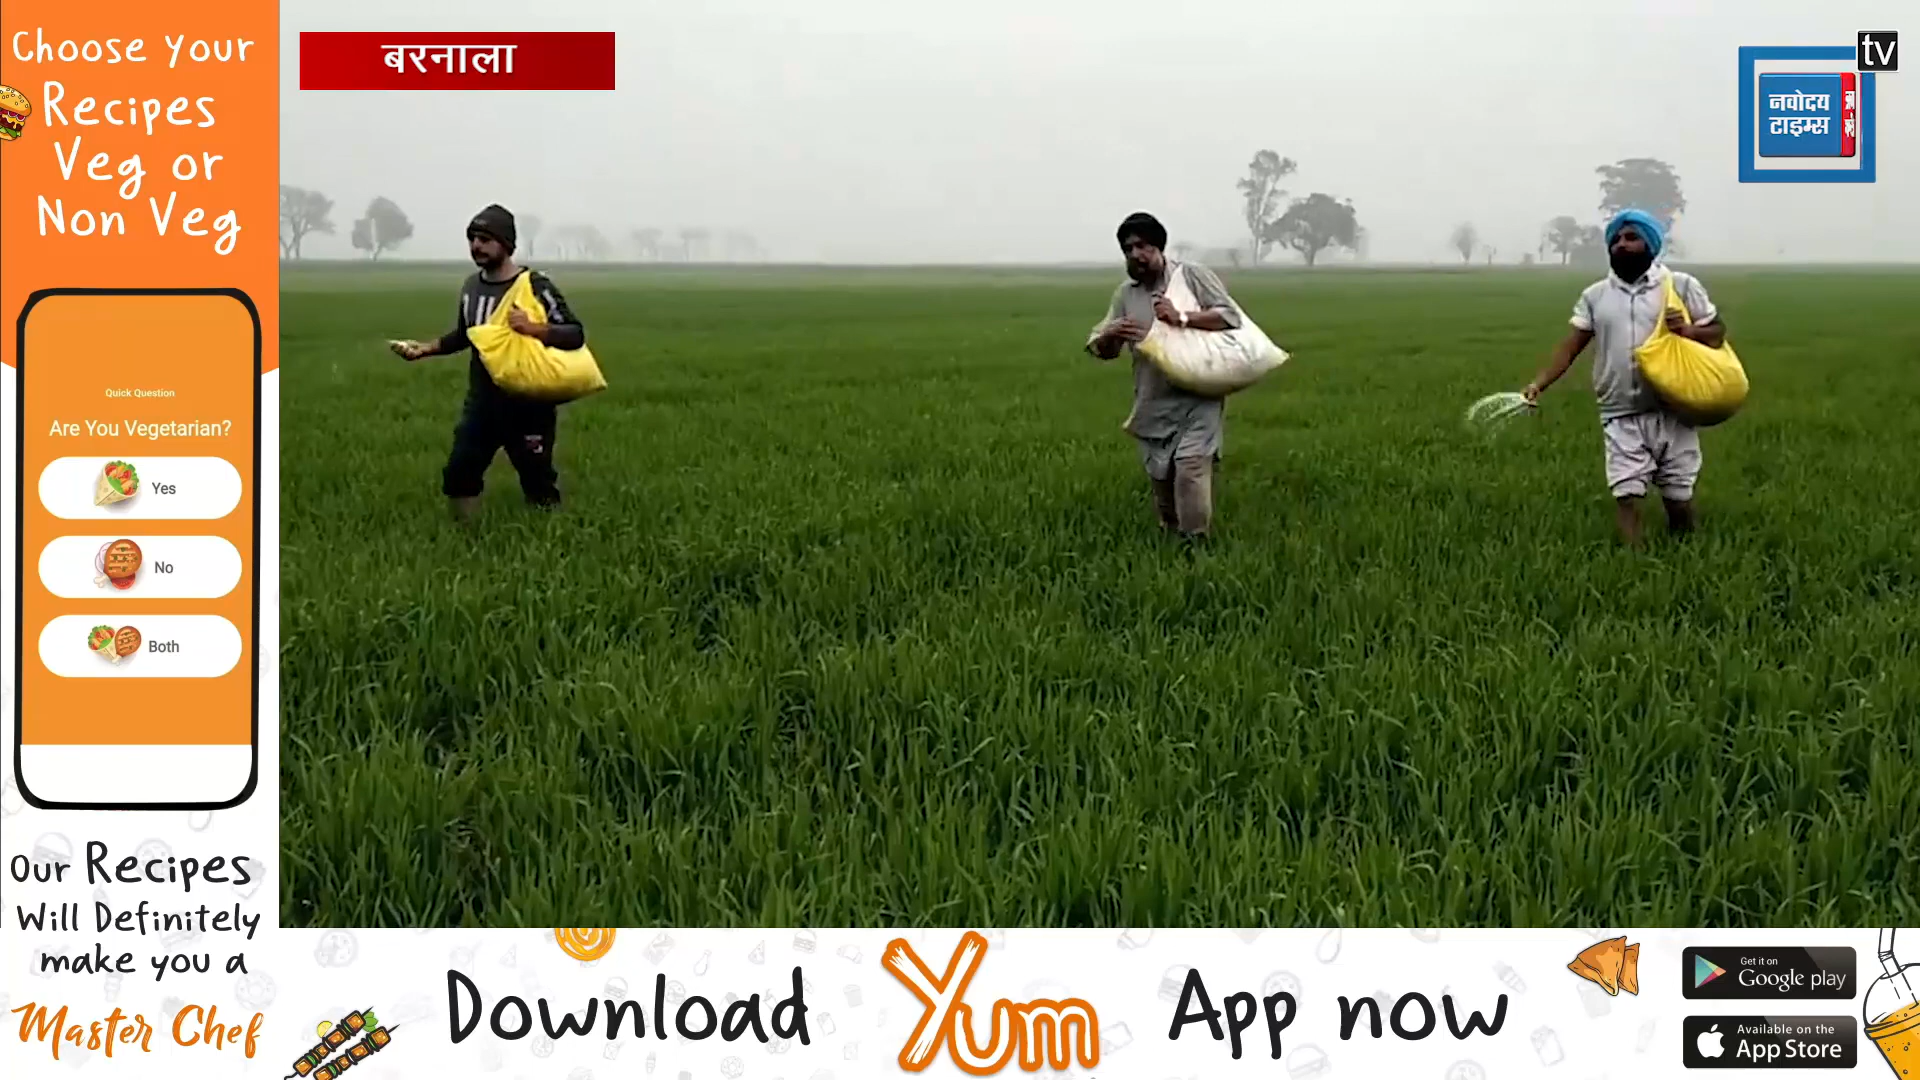 Choose your
Recipes
Veg or
Non Veg
Quick Question
Are You Vegetarian?
Yes
No
Both
Our Recipes
Will Definitely
make you a
Master Chef
बरनाला
tv
नवोदय
टाइम्स
Download Yum App now
Get it on
Google play
Available on the
App Store